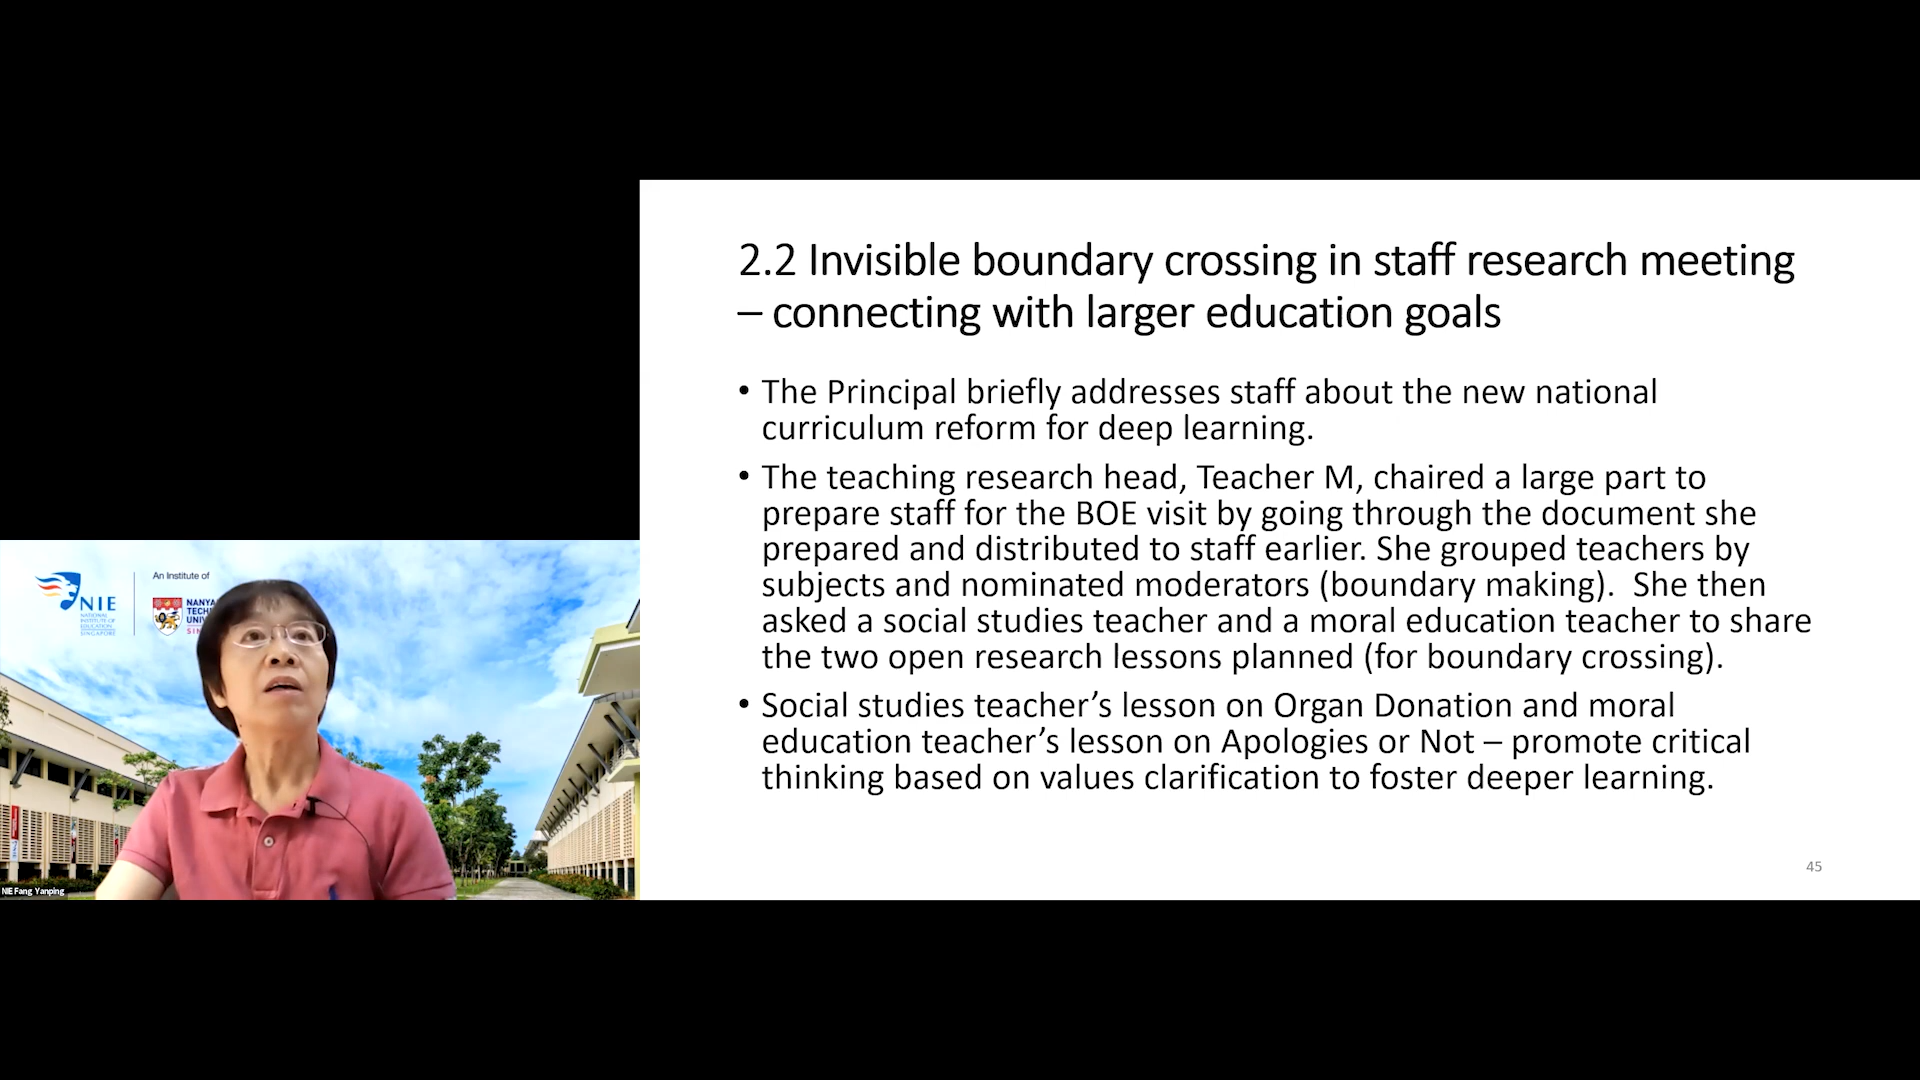 2.2 Invisible boundary crossing in staff research meeting
– connecting with larger education goals
• The Principal briefly addresses staff about the new national
curriculum reform for deep learning.
• The teaching research head, Teacher M, chaired a large part to
prepare staff for the BOE visit by going through the document she
prepared and distributed to staff earlier. She grouped teachers by
subjects and nominated moderators (boundary making).  She then
asked a social studies teacher and a moral education teacher to share
the two open research lessons planned (for boundary crossing).
• Social studies teacher’s lesson on Organ Donation and moral
education teacher’s lesson on Apologies or Not – promote critical
thinking based on values clarification to foster deeper learning.
45
NIE
NATIONAL
INSTITUTE OF
EDUCATION
SINGAPORE
An Institute of
NANYA
TECH
UNIV
SIN
NIE Fang Yanping